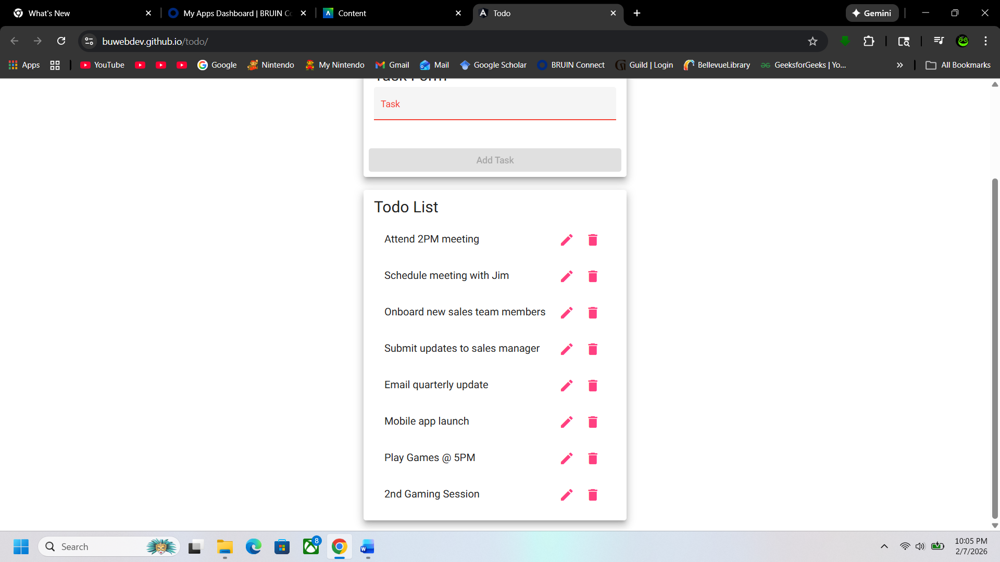 What's New
My Apps Dashboard | BRUIN Co
Content
Todo
Gemini
buwebdev.github.io/todo/
Apps
YouTube
Google
Nintendo
My Nintendo
Gmail
Mail
Google Scholar
BRUIN Connect
Guild | Login
BellevueLibrary
GeeksforGeeks | Yo...
All Bookmarks
Task Form
Task
Add Task
Todo List
Attend 2PM meeting
Schedule meeting with Jim
Onboard new sales team members
Submit updates to sales manager
Email quarterly update
Mobile app launch
Play Games @ 5PM
2nd Gaming Session
Search
8
10:05 PM
2/7/2026